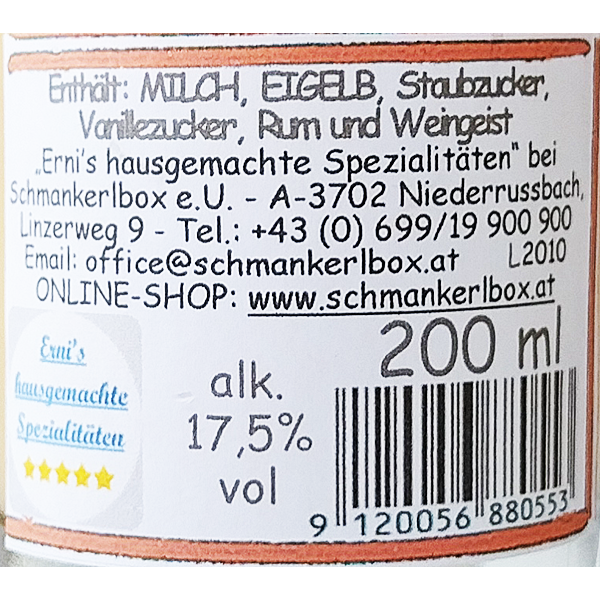 Enthält: MILCH, EIGELB, Staubzucker,
Vanillezucker, Rum und Weingeist
„Erni's hausgemachte Spezialitäten" bei
Schmankerlbox e.U. - A-3702 Niederrussbach,
Linzerweg 9 - Tel.: +43 (0) 699/19 900 900
Email: office@schmankerlbox.at L2010
ONLINE-SHOP: www.schmankerlbox.at
200 ml
Erni's
hausgemachte
Spezialitäten
alk.
17,5%
vol
9 120056 880553